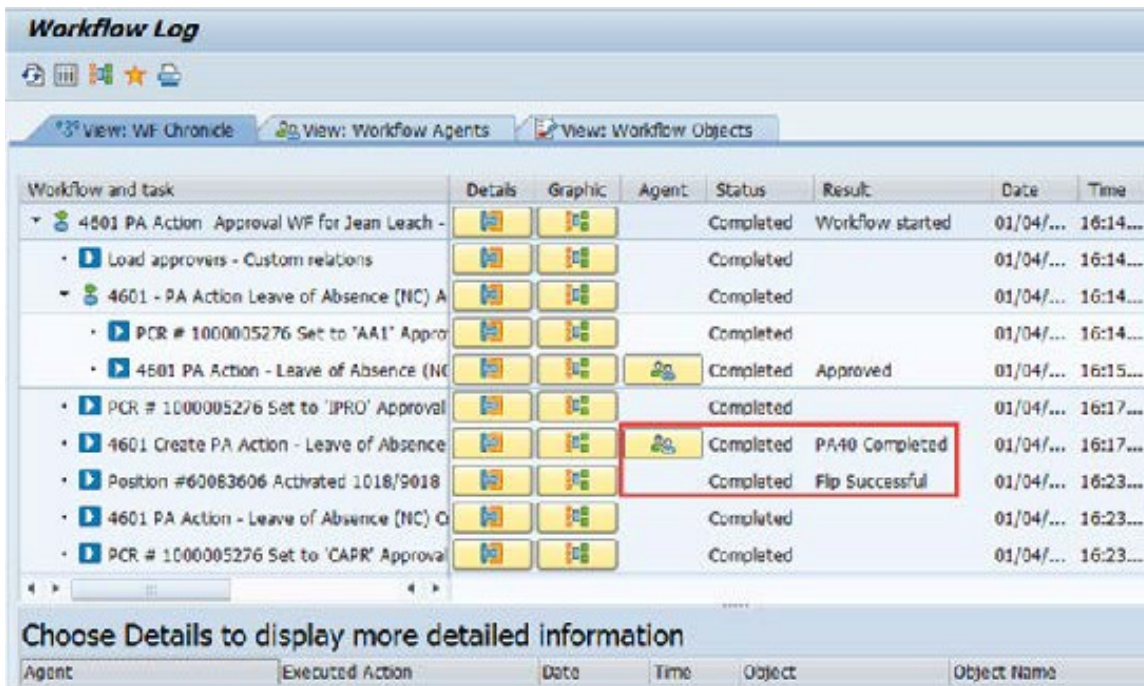 Workflow Log
View: WF Chronicle View: Workflow Agents View: Workflow Objects
Workflow and task Details Graphic Agent Status Result Date Time
4601 PA Action Approval WF for Jean Leach - Completed Workflow started 01/04/... 16:14...
Load approvers - Custom relations Completed 01/04/... 16:14...
4601 - PA Action Leave of Absence (NC) A Completed 01/04/... 16:14...
PCR # 1000005276 Set to 'AA1' Approv Completed 01/04/... 16:14...
4601 PA Action - Leave of Absence (NC Completed Approved 01/04/... 16:15...
PCR # 1000005276 Set to 'IPRO' Approval Completed 01/04/... 16:17...
4601 Create PA Action - Leave of Absence Completed PA40 Completed 01/04/... 16:17...
Position #60083606 Activated 1018/9018 Completed Flip Successful 01/04/... 16:23...
4601 PA Action - Leave of Absence (NC) C Completed 01/04/... 16:23...
PCR # 1000005276 Set to 'CAPR' Approval Completed 01/04/... 16:23...
Choose Details to display more detailed information
Agent Executed Action Date Time Object Object Name